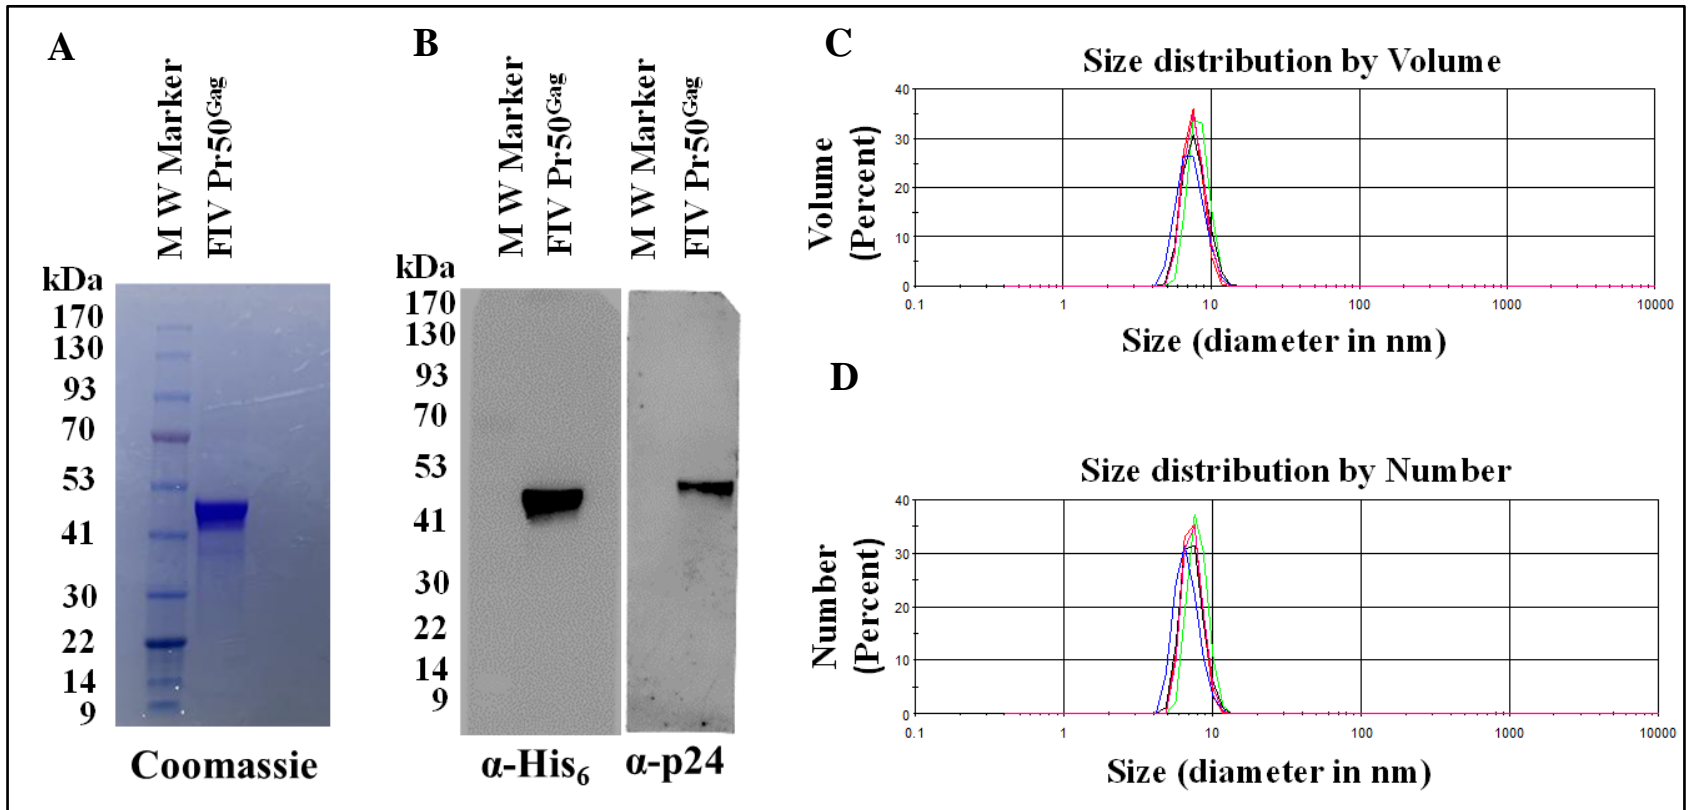 A
M W Marker
FIV Pr50Gag
kDa
170
130
93
70
53
41
30
22
14
9
Coomassie
B
M W Marker
FIV Pr50Gag
M W Marker
FIV Pr50Gag
kDa
170
130
93
70
53
41
30
22
14
9
α-His6
α-p24
C
Size distribution by Volume
Volume
(Percent)
40
30
20
10
0
0.1 1 10 100 1000 10000
Size (diameter in nm)
D
Size distribution by Number
Number
(Percent)
40
30
20
10
0
0.1 1 10 100 1000 10000
Size (diameter in nm)